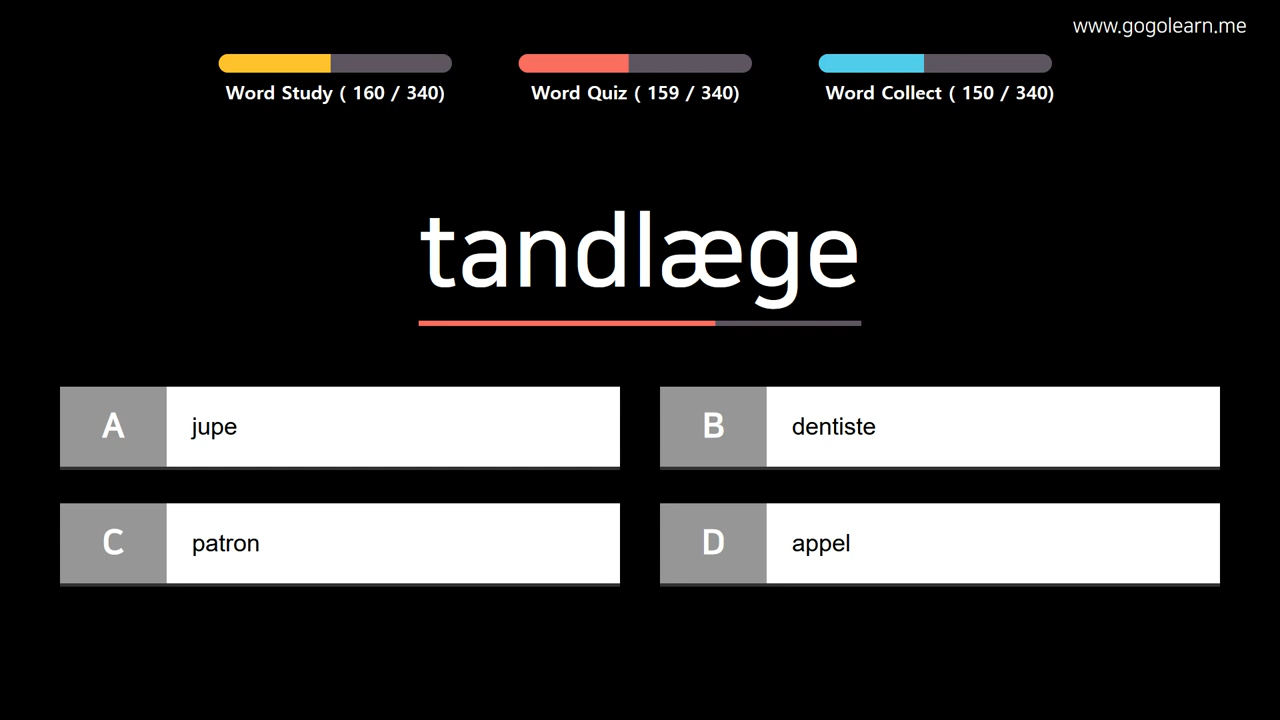 www.gogolearn.me
Word Study ( 160 / 340)
Word Quiz ( 159 / 340)
Word Collect ( 150 / 340)
tandlæge
A jupe
B dentiste
C patron
D appel